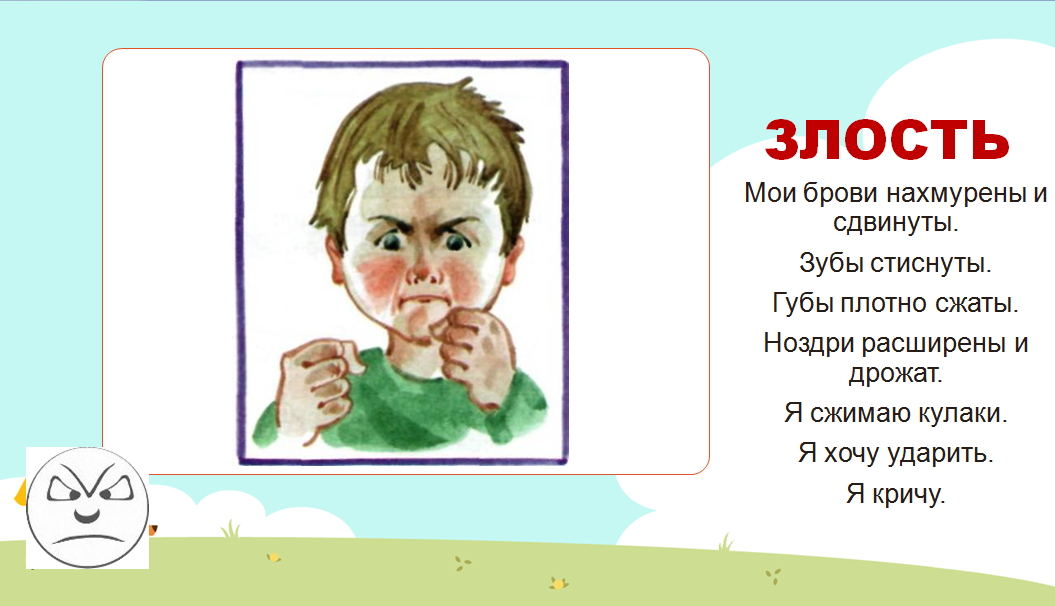 злость
Мои брови нахмурены и
сдвинуты.
Зубы стиснуты.
Губы плотно сжаты.
Ноздри расширены и
дрожат.
Я сжимаю кулаки.
Я хочу ударить.
Я кричу.